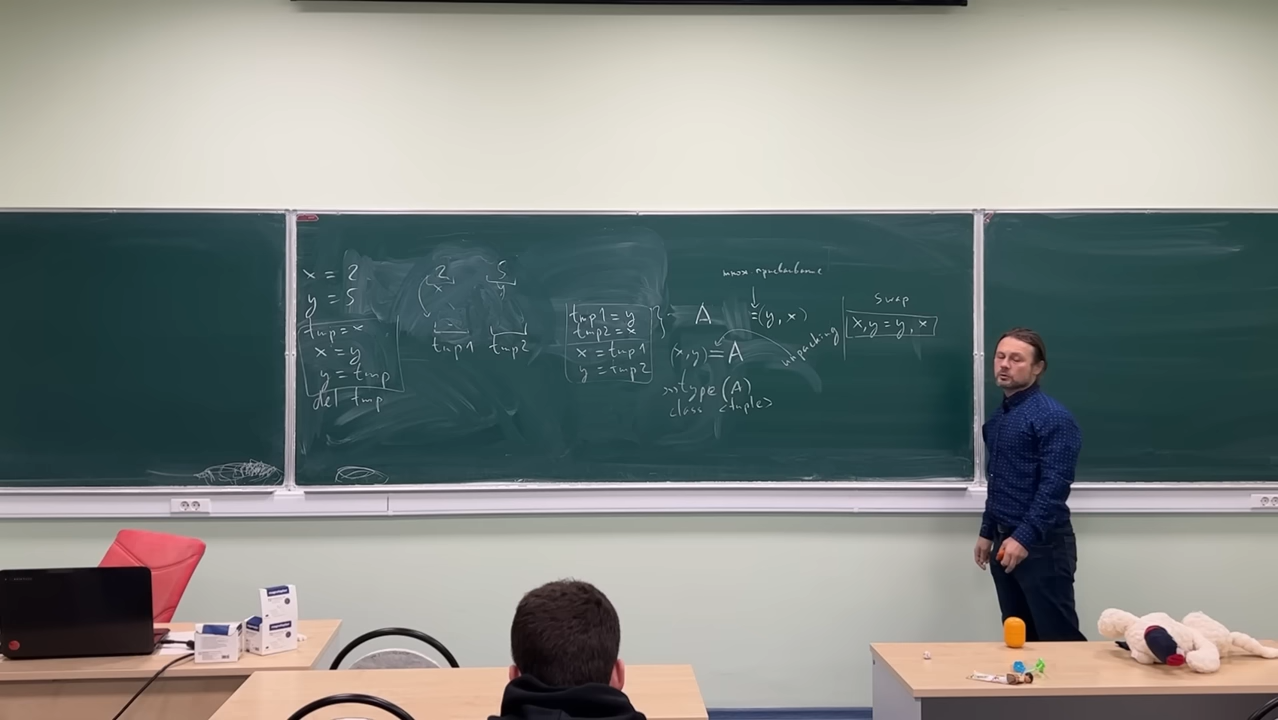 x = 2
y = 5
tmp = x
x = y
y = tmp
del tmp
2
x
5
y
tmp1
tmp2
tmp1 = y
tmp2 = x
x = tmp1
y = tmp2
A
=(y, x)
(x, y) = A
unpacking
>>>type(A)
class <tuple>
swap
x, y = y, x